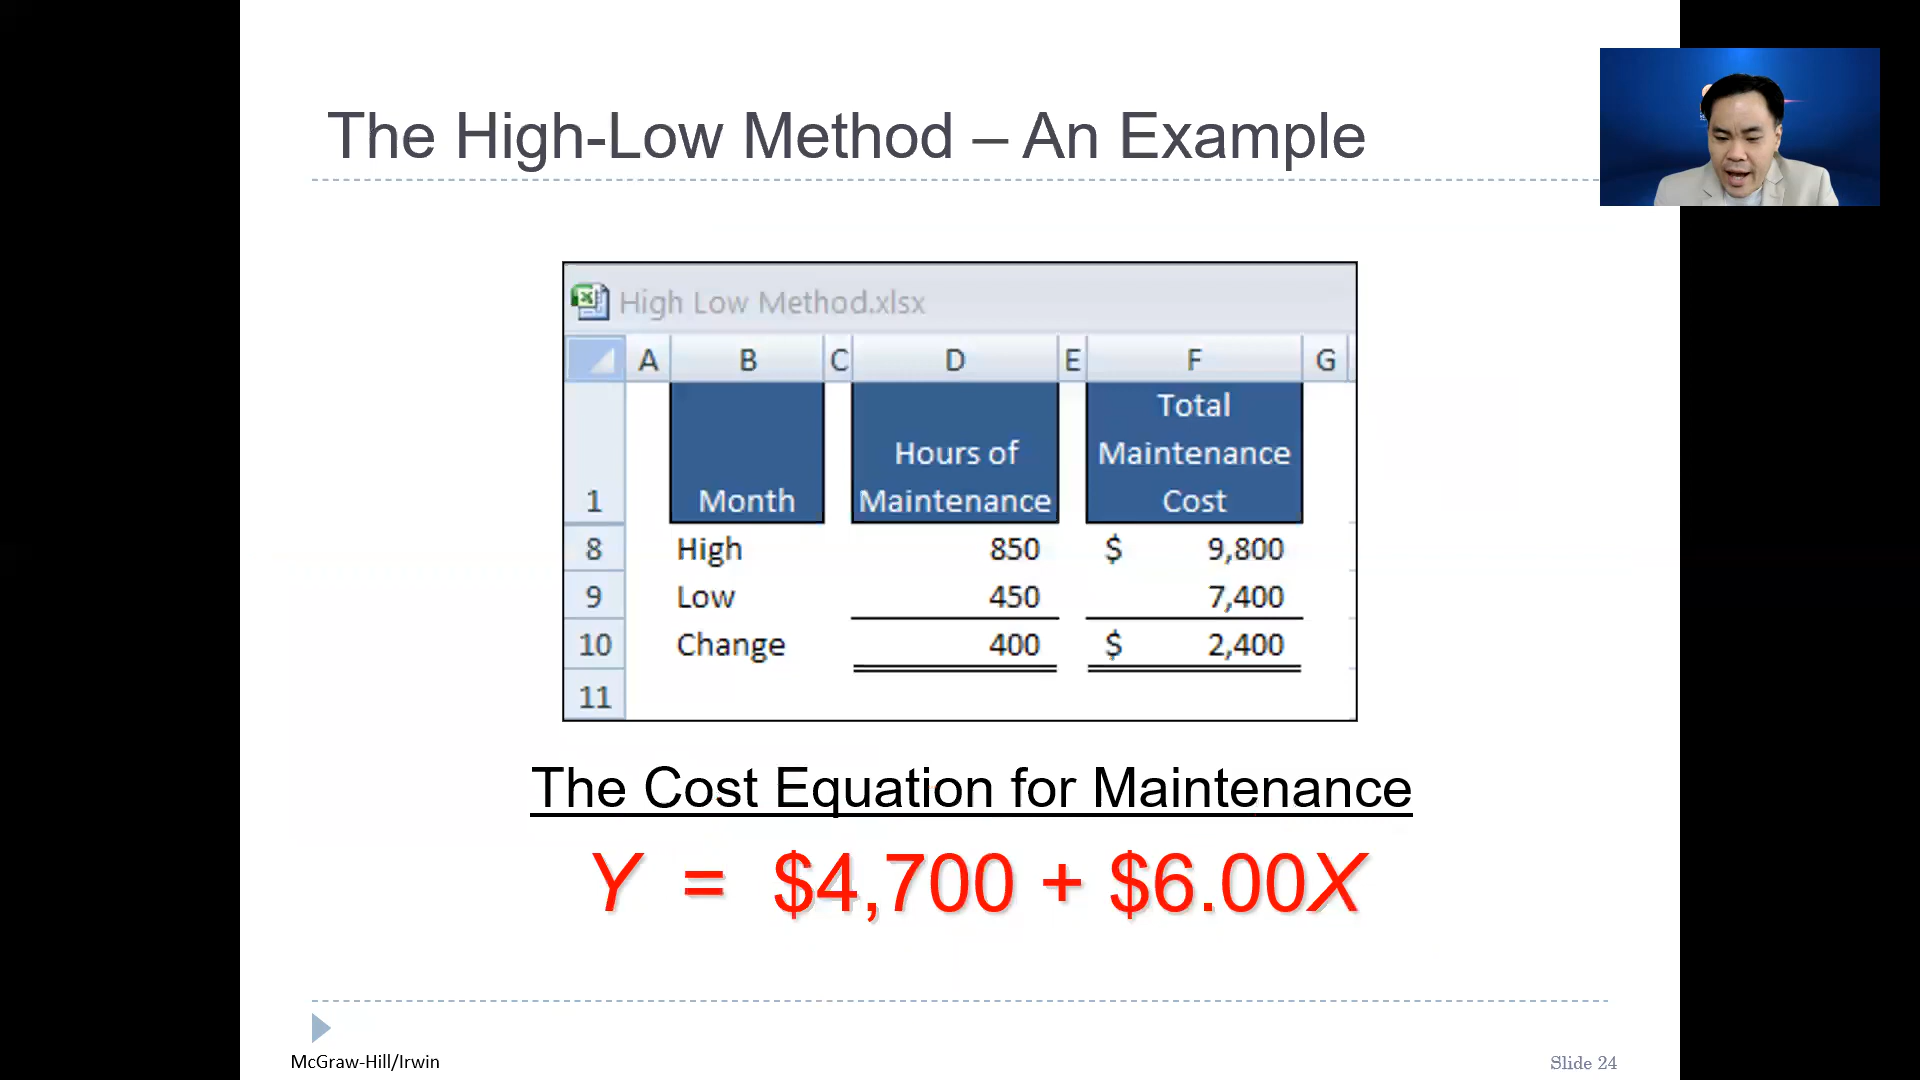 The High-Low Method – An Example
High Low Method.xlsx
A B C D E F G
1 Month Hours of Maintenance Total Maintenance Cost
8 High 850 $ 9,800
9 Low 450 7,400
10 Change 400 $ 2,400
11
The Cost Equation for Maintenance
Y = $4,700 + $6.00X
McGraw-Hill/Irwin
Slide 24